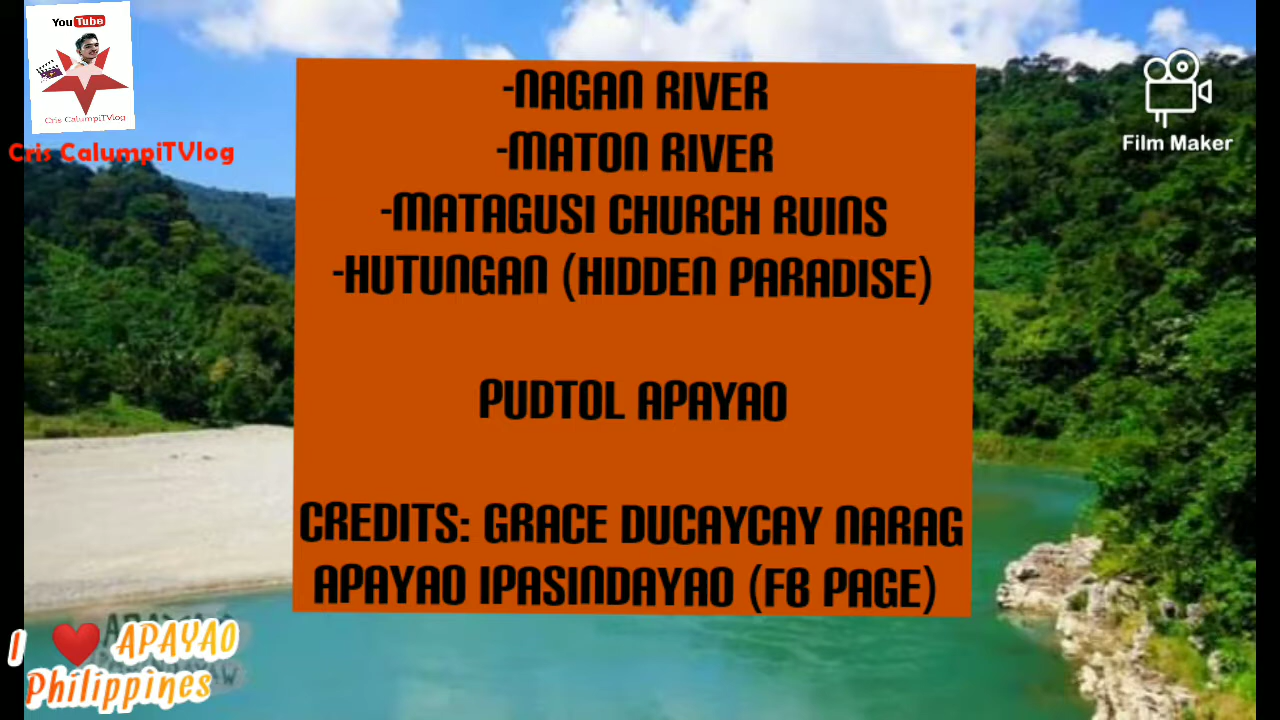 YouTube
Cris CalumpiTVlog
Cris CalumpiTVlog
Film Maker
-NAGAN RIVER
-MATON RIVER
-MATAGUSI CHURCH RUINS
-HUTUNGAN (HIDDEN PARADISE)
PUDTOL APAYAO
CREDITS: GRACE DUCAYCAY NARAG
APAYAO IPASINDAYAO (FB PAGE)
I ❤️ APAYAO
Philippines